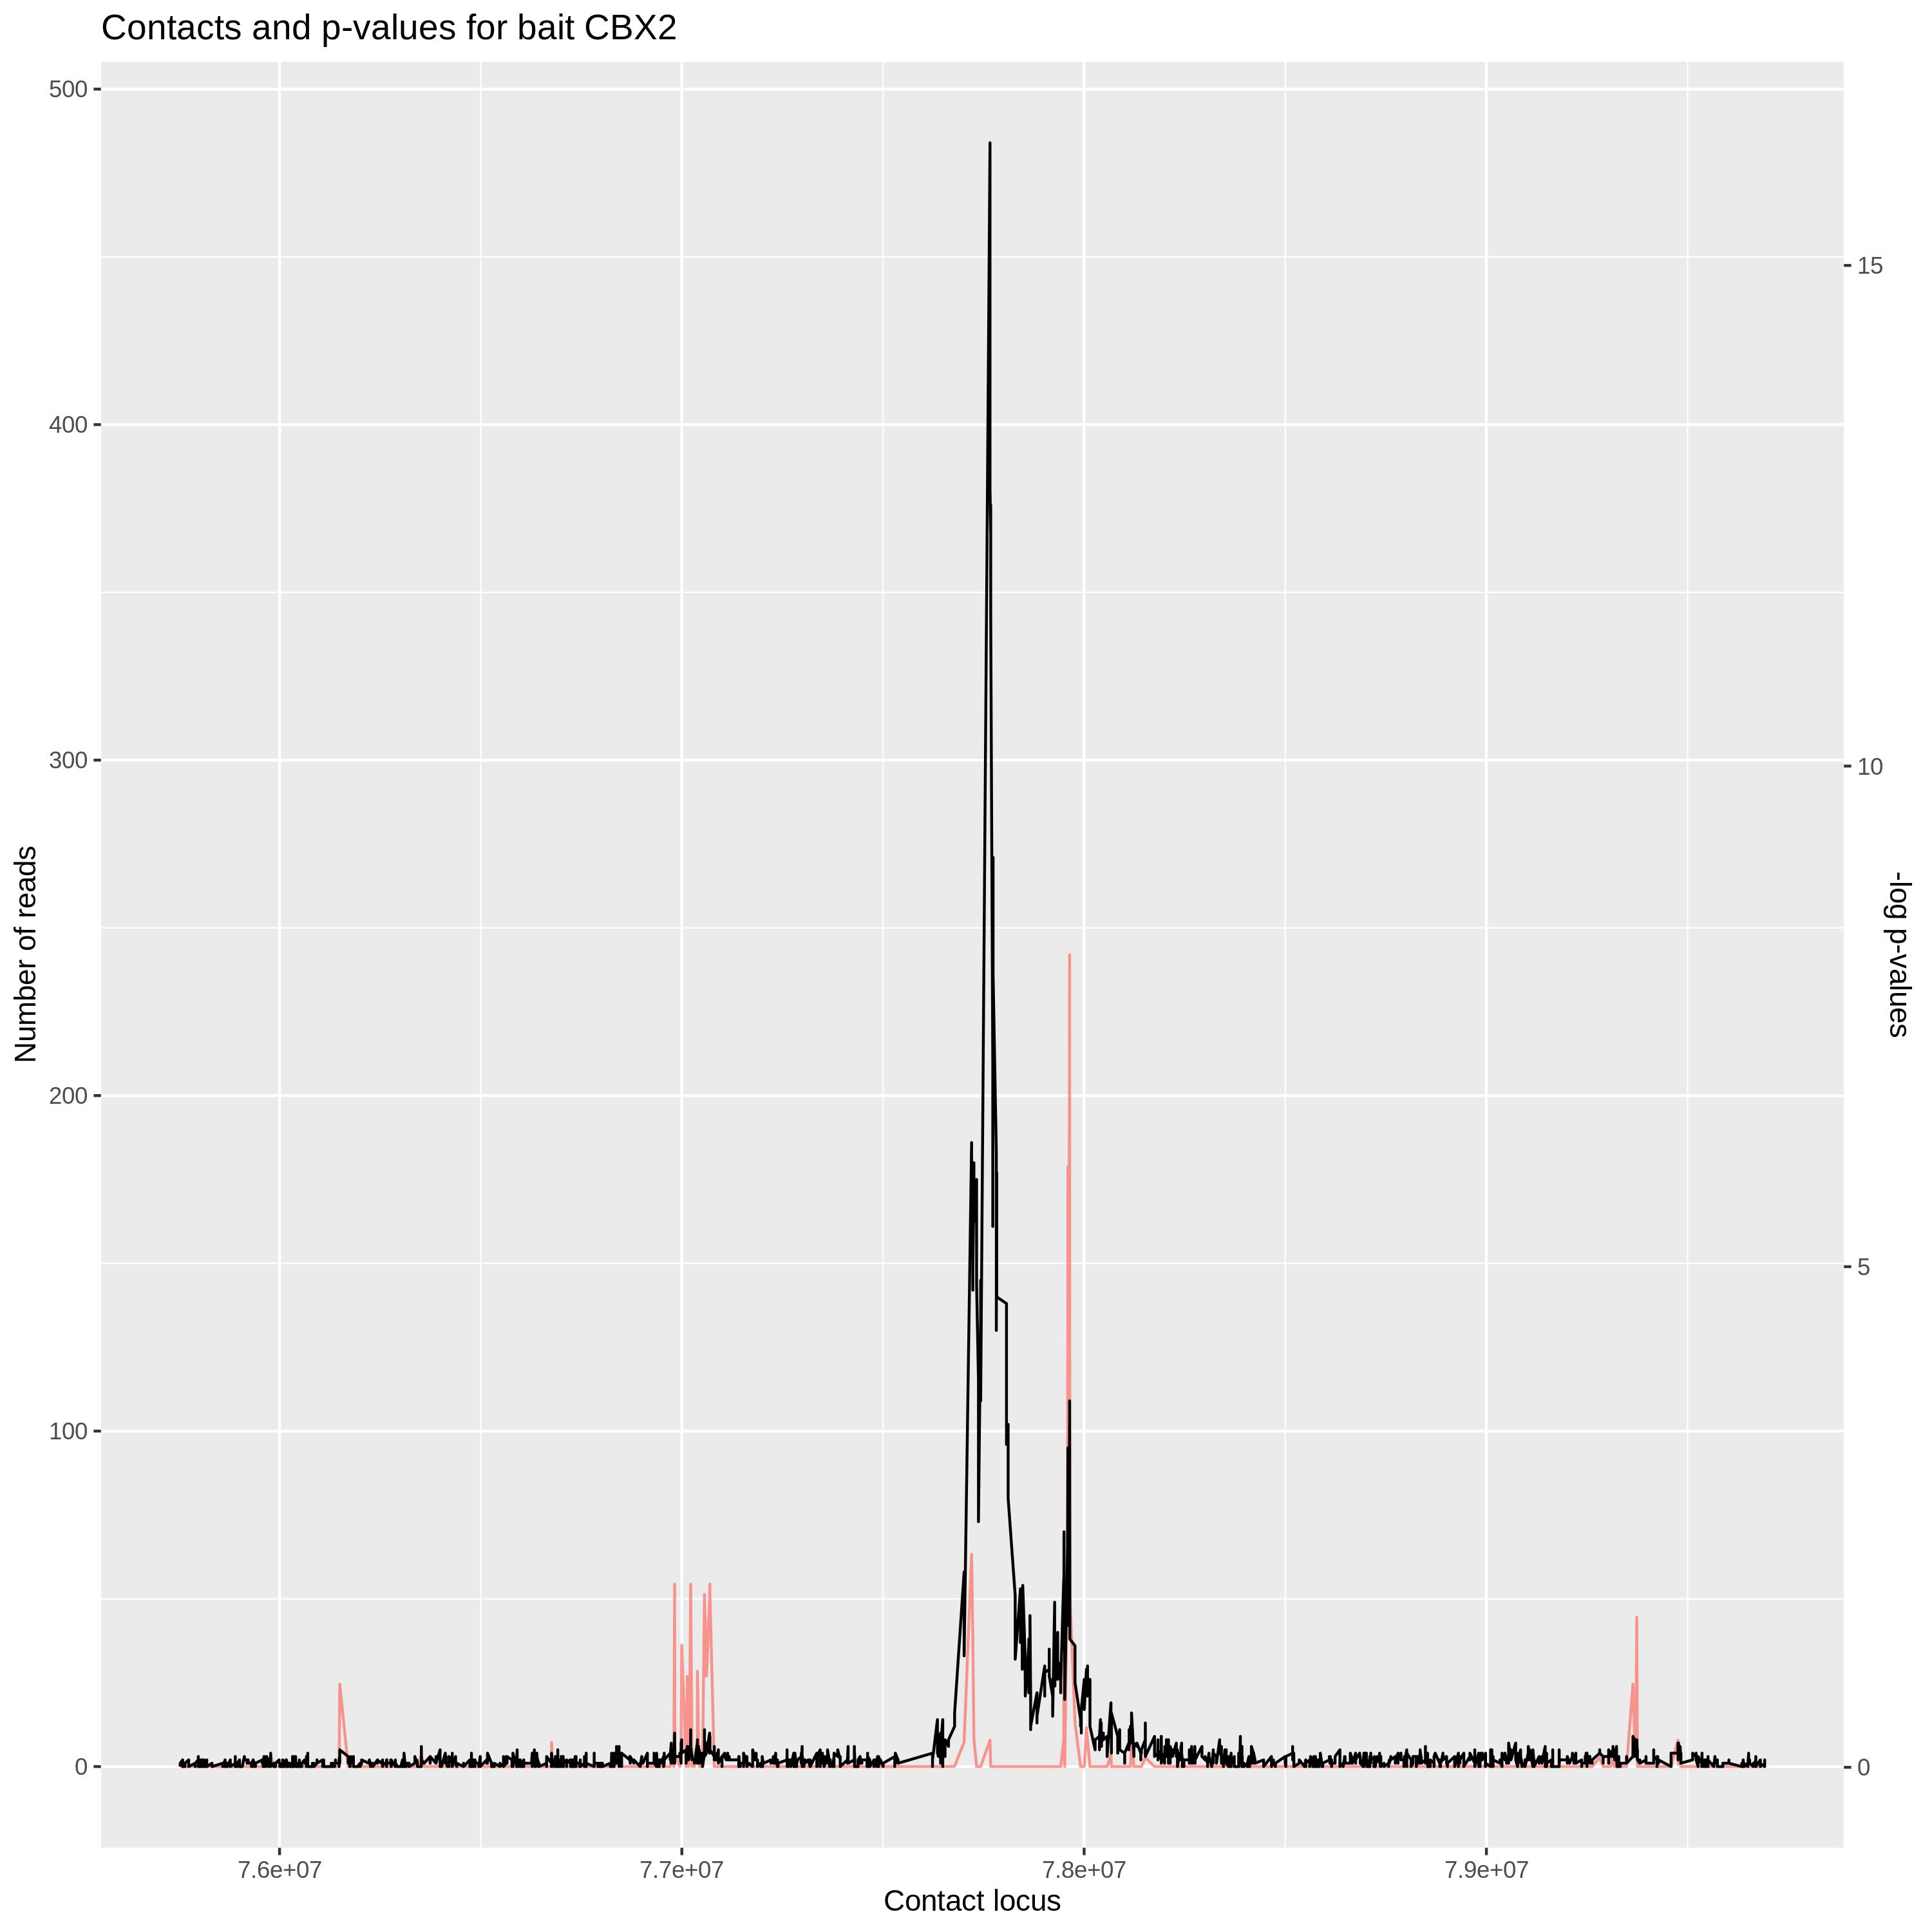 Contacts and p-values for bait CBX2
500
400
300
200
100
0
Number of reads
15
10
5
0
-log p-values
7.6e+07 7.7e+07 7.8e+07 7.9e+07
Contact locus